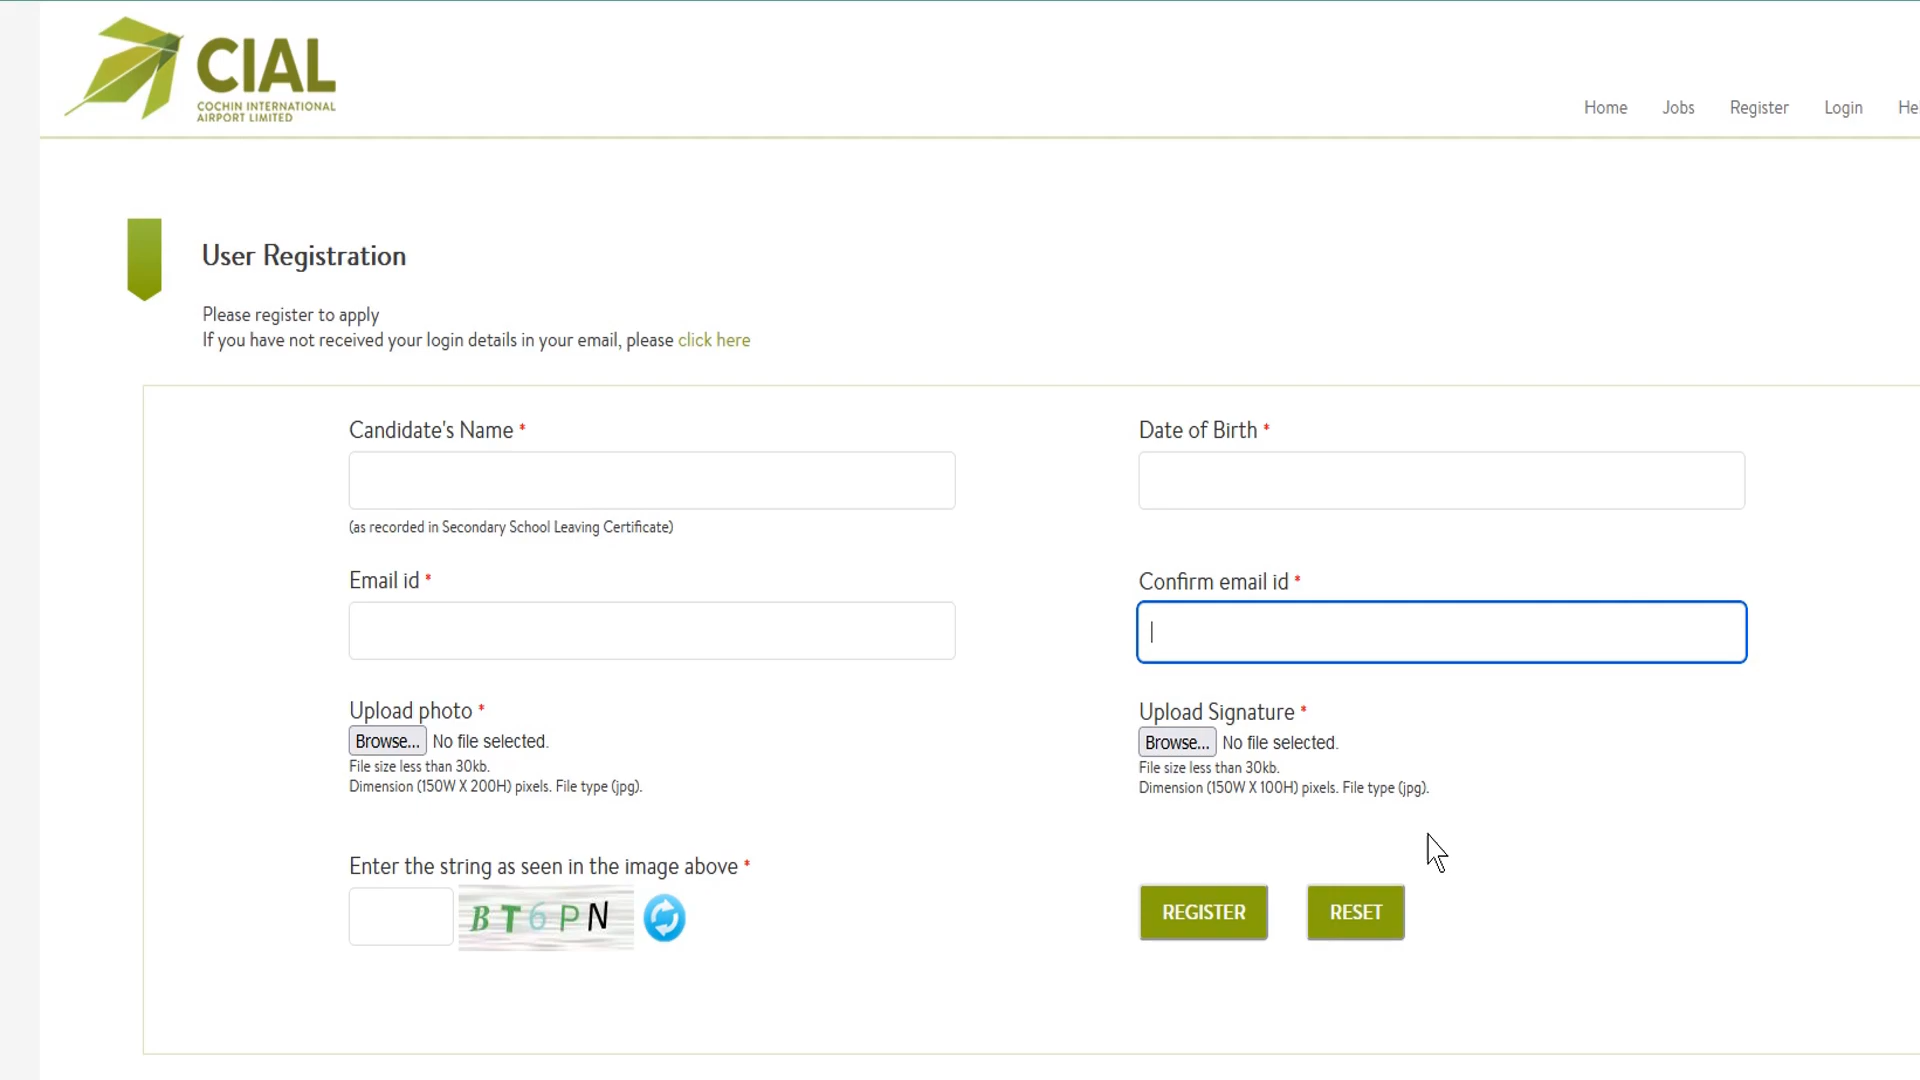 CIAL
COCHIN INTERNATIONAL
AIRPORT LIMITED
Home Jobs Register Login
User Registration
Please register to apply
If you have not received your login details in your email, please click here
Candidate's Name *
Date of Birth *
(as recorded in Secondary School Leaving Certificate)
Email id *
Confirm email id *
Upload photo *
Browse... No file selected.
File size less than 30kb.
Dimension (150W X 200H) pixels. File type (jpg).
Upload Signature *
Browse... No file selected.
File size less than 30kb.
Dimension (150W X 100H) pixels. File type (jpg).
Enter the string as seen in the image above *
BT6PN
REGISTER
RESET